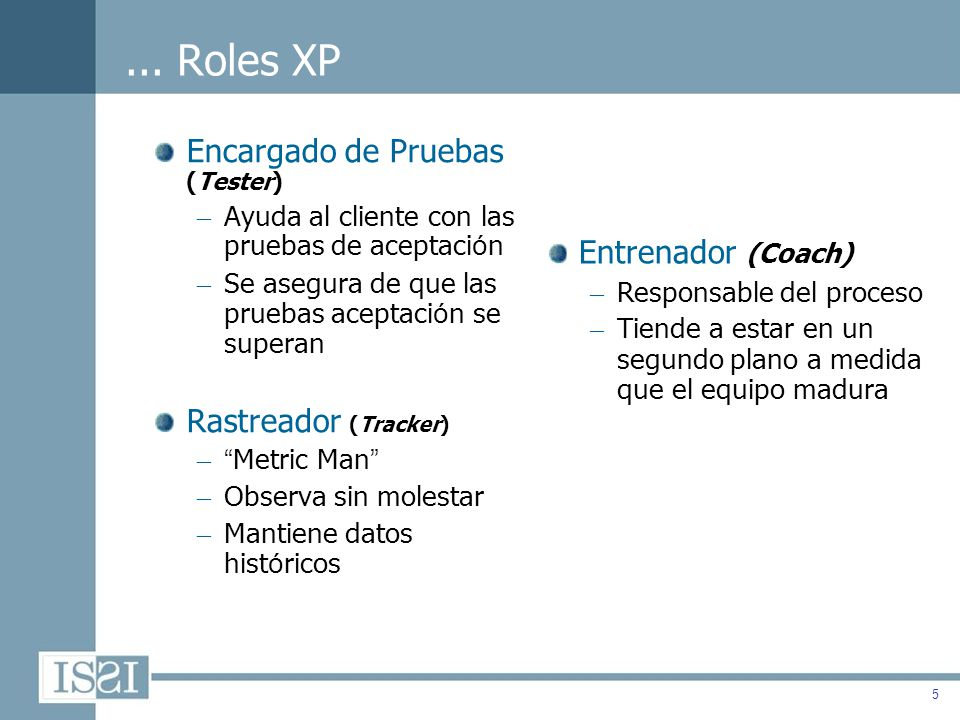 ... Roles XP
Encargado de Pruebas
(Tester)
– Ayuda al cliente con las
pruebas de aceptación
– Se asegura de que las
pruebas aceptación se
superan
Rastreador (Tracker)
– “Metric Man”
– Observa sin molestar
– Mantiene datos
históricos
Entrenador (Coach)
– Responsable del proceso
– Tiende a estar en un
segundo plano a medida
que el equipo madura
ISSI
5